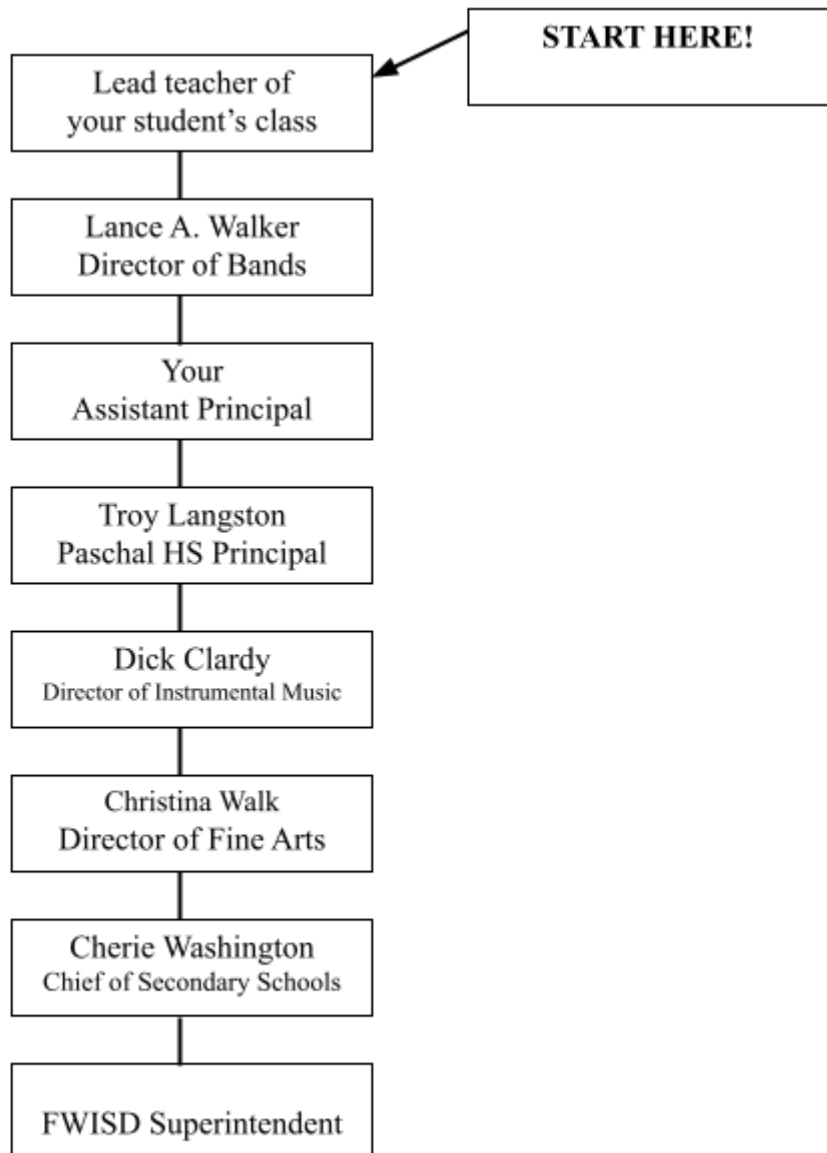 START HERE!
Lead teacher of
your student’s class
Lance A. Walker
Director of Bands
Your
Assistant Principal
Troy Langston
Paschal HS Principal
Dick Clardy
Director of Instrumental Music
Christina Walk
Director of Fine Arts
Cherie Washington
Chief of Secondary Schools
FWISD Superintendent